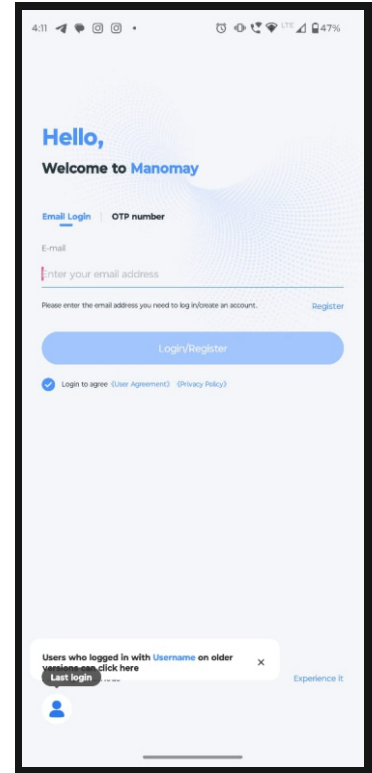 4:11
LTE
47%
Hello,
Welcome to Manomay
Email Login
OTP number
E-mail
Enter your email address
Please enter the email address you need to log in/create an account.
Register
Login/Register
Login to agree 《User Agreement》 《Privacy Policy》
Users who logged in with Username on older
versions can click here
Last login
Experience it